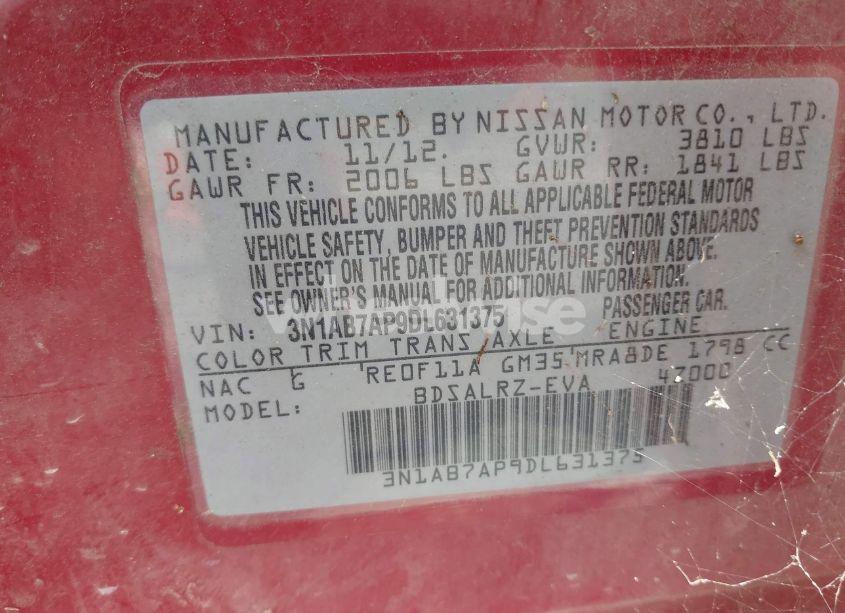 MANUFACTURED BY NISSAN MOTOR CO., LTD.
DATE: 11/12. GVWR: 3810 LBS
GAWR FR: 2006 LBS GAWR RR: 1841 LBS
THIS VEHICLE CONFORMS TO ALL APPLICABLE FEDERAL MOTOR
VEHICLE SAFETY, BUMPER AND THEFT PREVENTION STANDARDS
IN EFFECT ON THE DATE OF MANUFACTURE SHOWN ABOVE.
SEE OWNER'S MANUAL FOR ADDITIONAL INFORMATION.
VIN: 3N1AB7AP9DL631375 PASSENGER CAR.
COLOR TRIM TRANS/AXLE ENGINE
NAC G RE0F11A GM35 MRA8DE 1798 CC
MODEL: BDSALRZ-EVA 47000
3N1AB7AP9DL631375